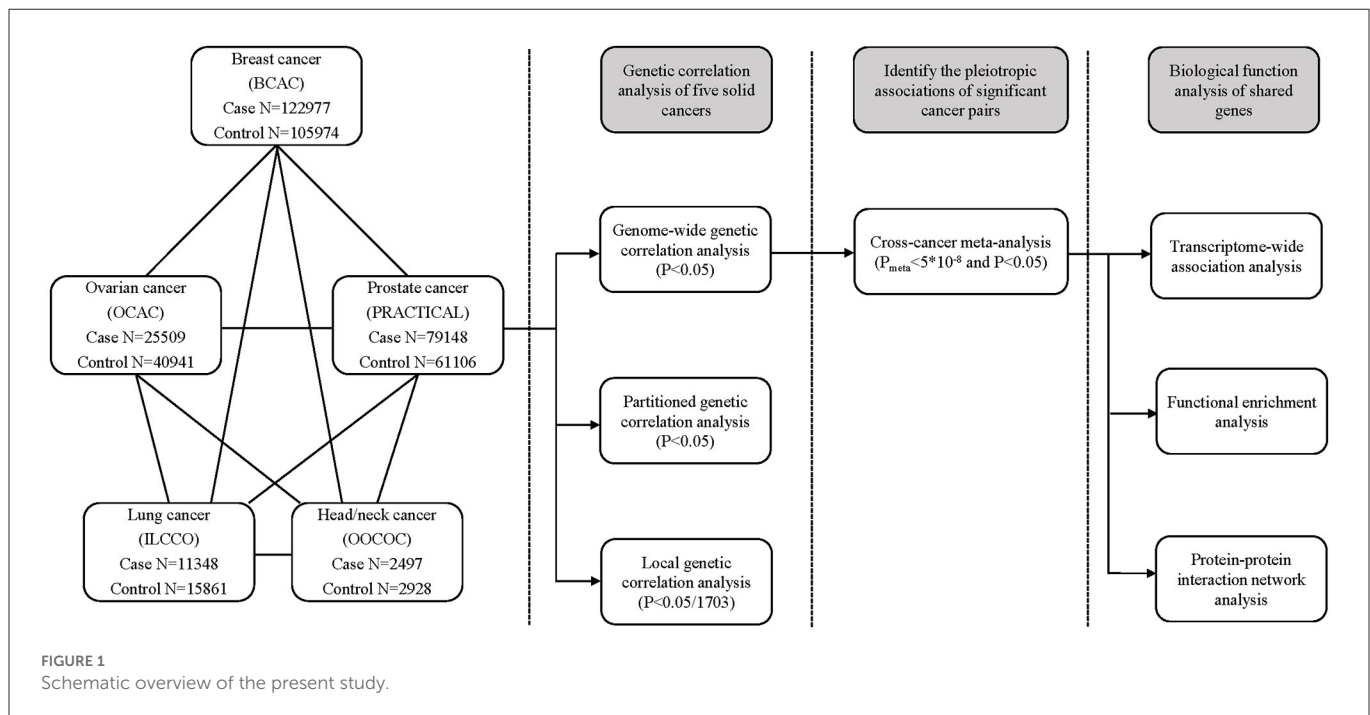 Breast cancer
(BCAC)
Case N=122977
Control N=105974
Ovarian cancer
(OCAC)
Case N=25509
Control N=40941
Prostate cancer
(PRACTICAL)
Case N=79148
Control N=61106
Lung cancer
(ILCCO)
Case N=11348
Control N=15861
Head/neck cancer
(OOCOC)
Case N=2497
Control N=2928
Genetic correlation
analysis of five solid
cancers
Genome-wide genetic
correlation analysis
(P<0.05)
Partitioned genetic
correlation analysis
(P<0.05)
Local genetic
correlation analysis
(P<0.05/1703)
Identify the pleiotropic
associations of significant
cancer pairs
Cross-cancer meta-analysis
(Pmeta<5*10⁻⁸ and P<0.05)
Biological function
analysis of shared
genes
Transcriptome-wide
association analysis
Functional enrichment
analysis
Protein-protein
interaction network
analysis
FIGURE 1
Schematic overview of the present study.